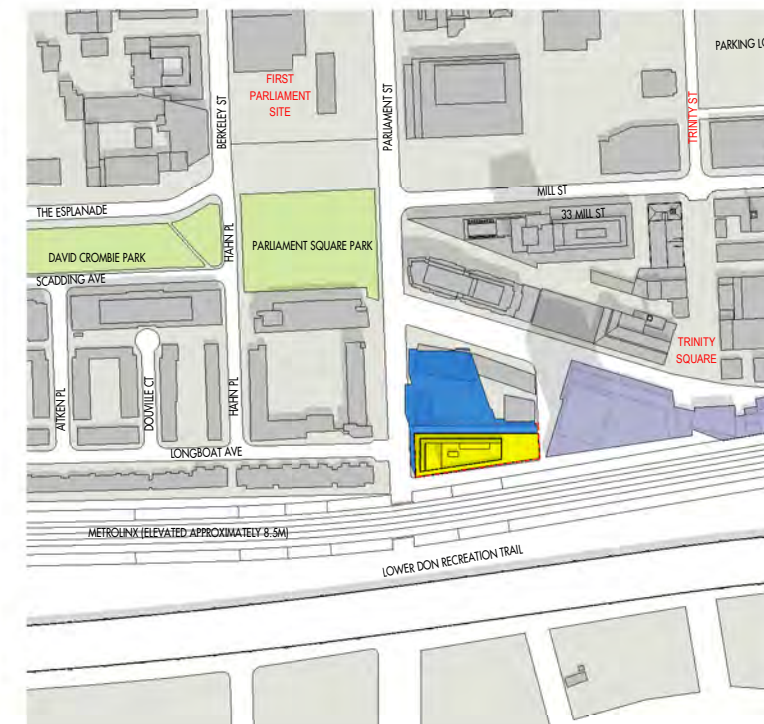 FIRST
PARLIAMENT
SITE
BERKELEY ST
PARLIAMENT ST
TRINITY ST
PARKING LO
MILL ST
33 MILL ST
THE ESPLANADE
DAVID CROMBIE PARK
HAHN PL
PARLIAMENT SQUARE PARK
SCADDING AVE
TRINITY
SQUARE
AITKEN PL
DOUVILLE CT
HAHN PL
LONGBOAT AVE
METROLINX (ELEVATED APPROXIMATELY 8.5M)
LOWER DON RECREATION TRAIL